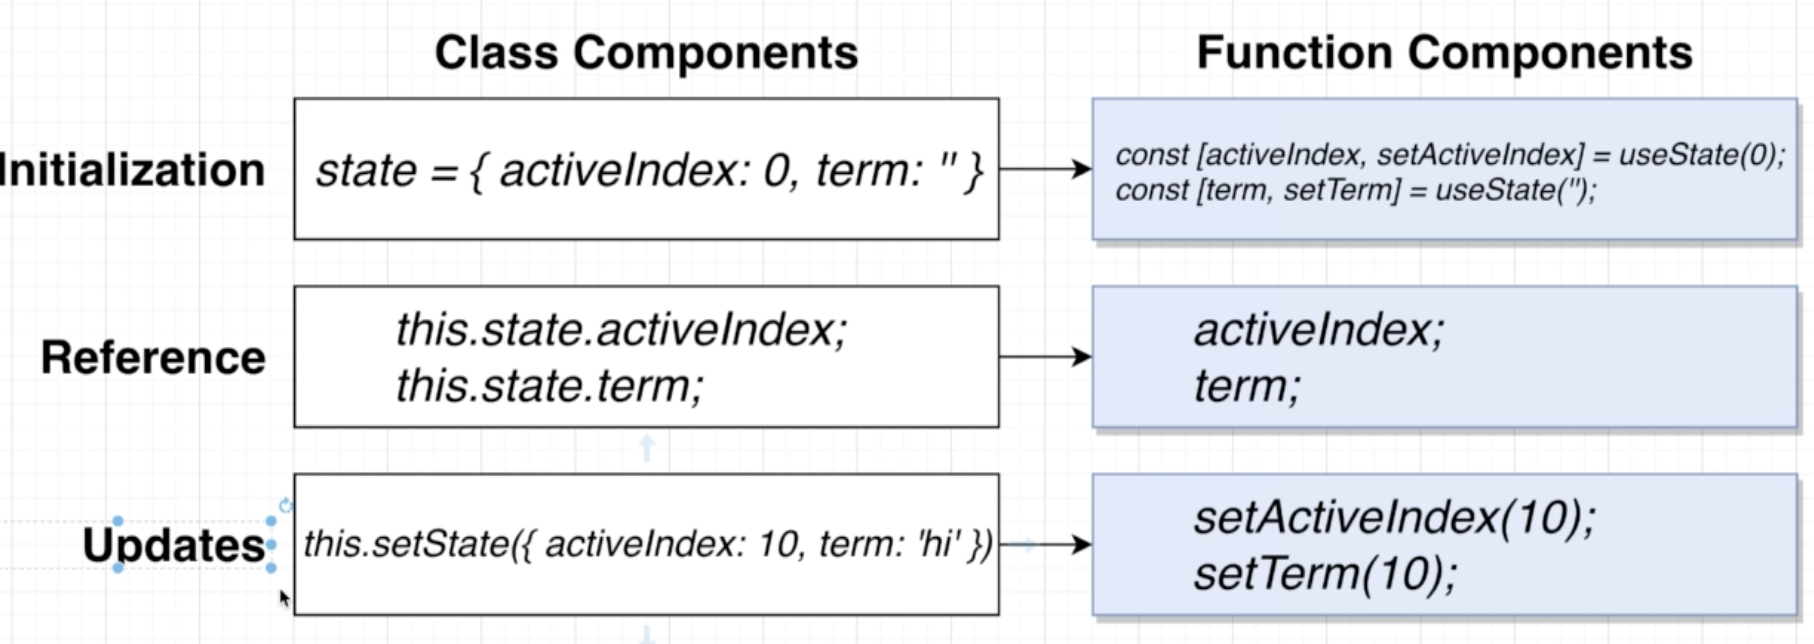 Class Components
Function Components
Initialization
state = { activeIndex: 0, term: '' }
const [activeIndex, setActiveIndex] = useState(0);
const [term, setTerm] = useState('');
Reference
this.state.activeIndex;
this.state.term;
activeIndex;
term;
Updates
this.setState({ activeIndex: 10, term: 'hi' })
setActiveIndex(10);
setTerm(10);